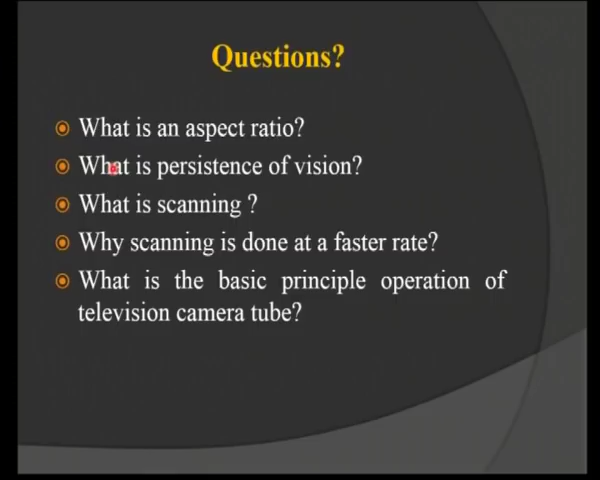 Questions?
What is an aspect ratio?
What is persistence of vision?
What is scanning ?
Why scanning is done at a faster rate?
What is the basic principle operation of
television camera tube?